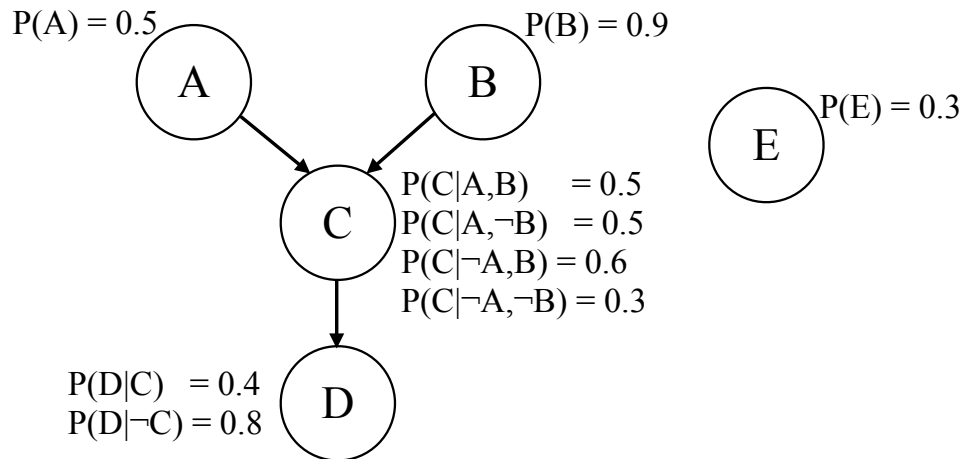 P(A) = 0.5
P(B) = 0.9
A
B
P(E) = 0.3
E
C
P(C|A,B) = 0.5
P(C|A,¬B) = 0.5
P(C|¬A,B) = 0.6
P(C|¬A,¬B) = 0.3
P(D|C) = 0.4
P(D|¬C) = 0.8
D